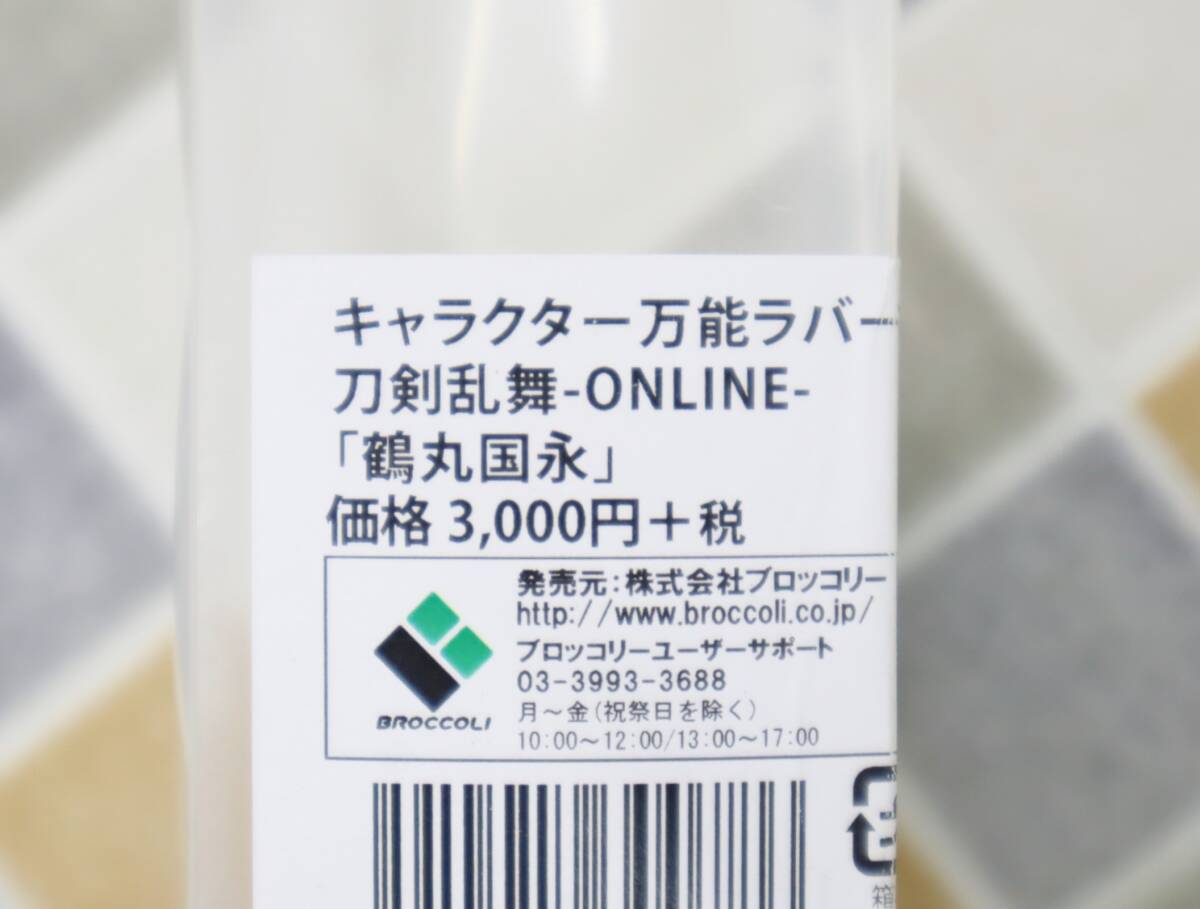 キャラクター万能ラバー
刀剣乱舞-ONLINE-
「鶴丸国永」
価格 3,000円＋税
発売元：株式会社ブロッコリー
http://www.broccoli.co.jp/
ブロッコリーユーザーサポート
03-3993-3688
月～金(祝祭日を除く)
10:00～12:00/13:00～17:00
BROCCOLI
箱